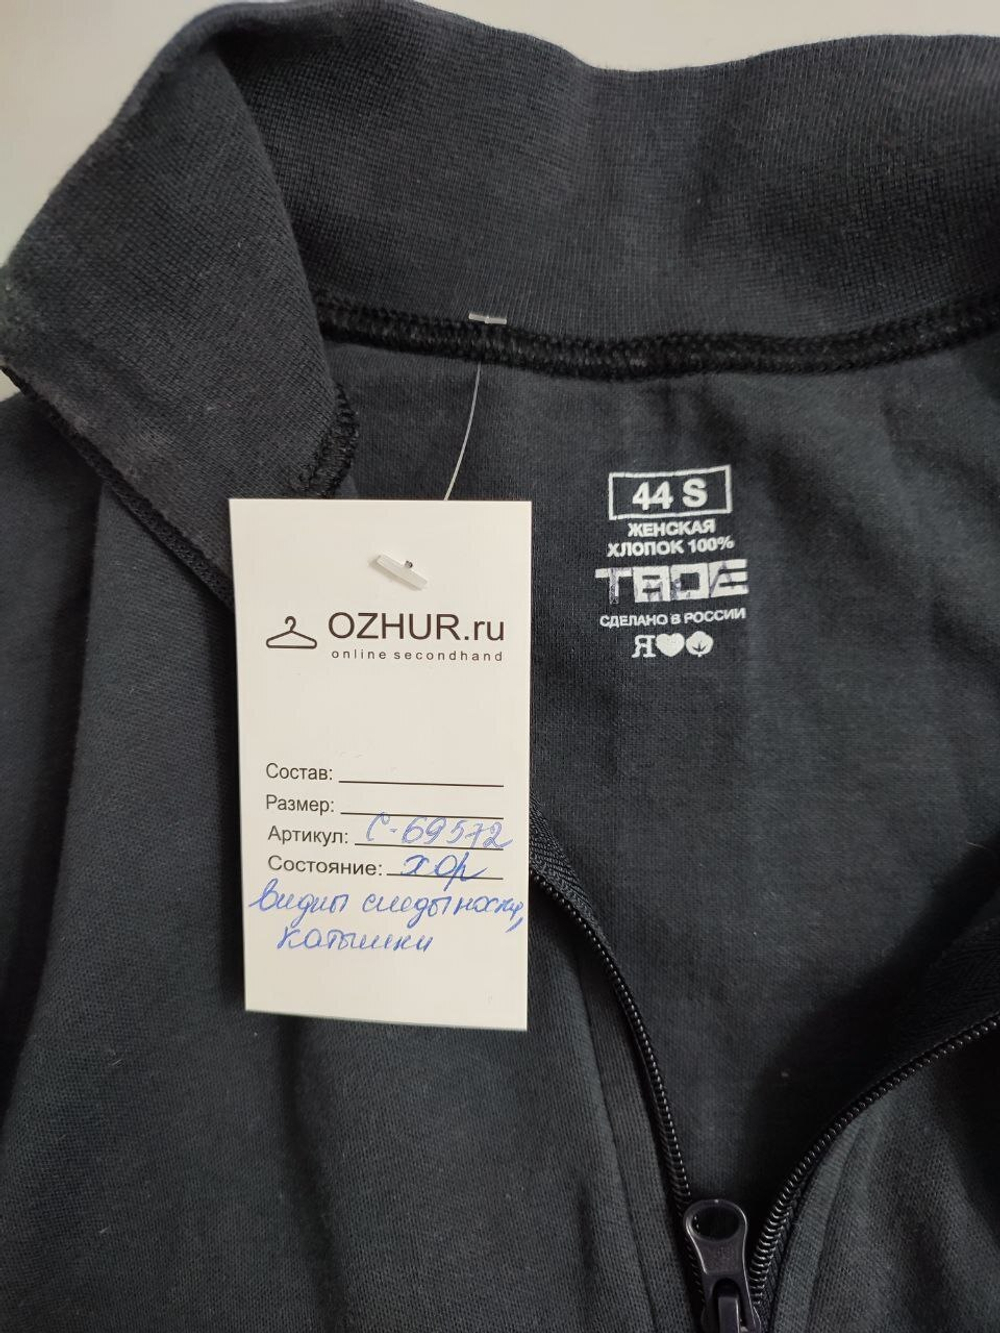 44 S
ЖЕНСКАЯ
ХЛОПОК 100%
ТВОЕ
СДЕЛАНО В РОССИИ
Я
OZHUR.ru
online secondhand
Состав:
Размер:
Артикул: С-69572
Состояние: хор
видны следы носки,
катышки